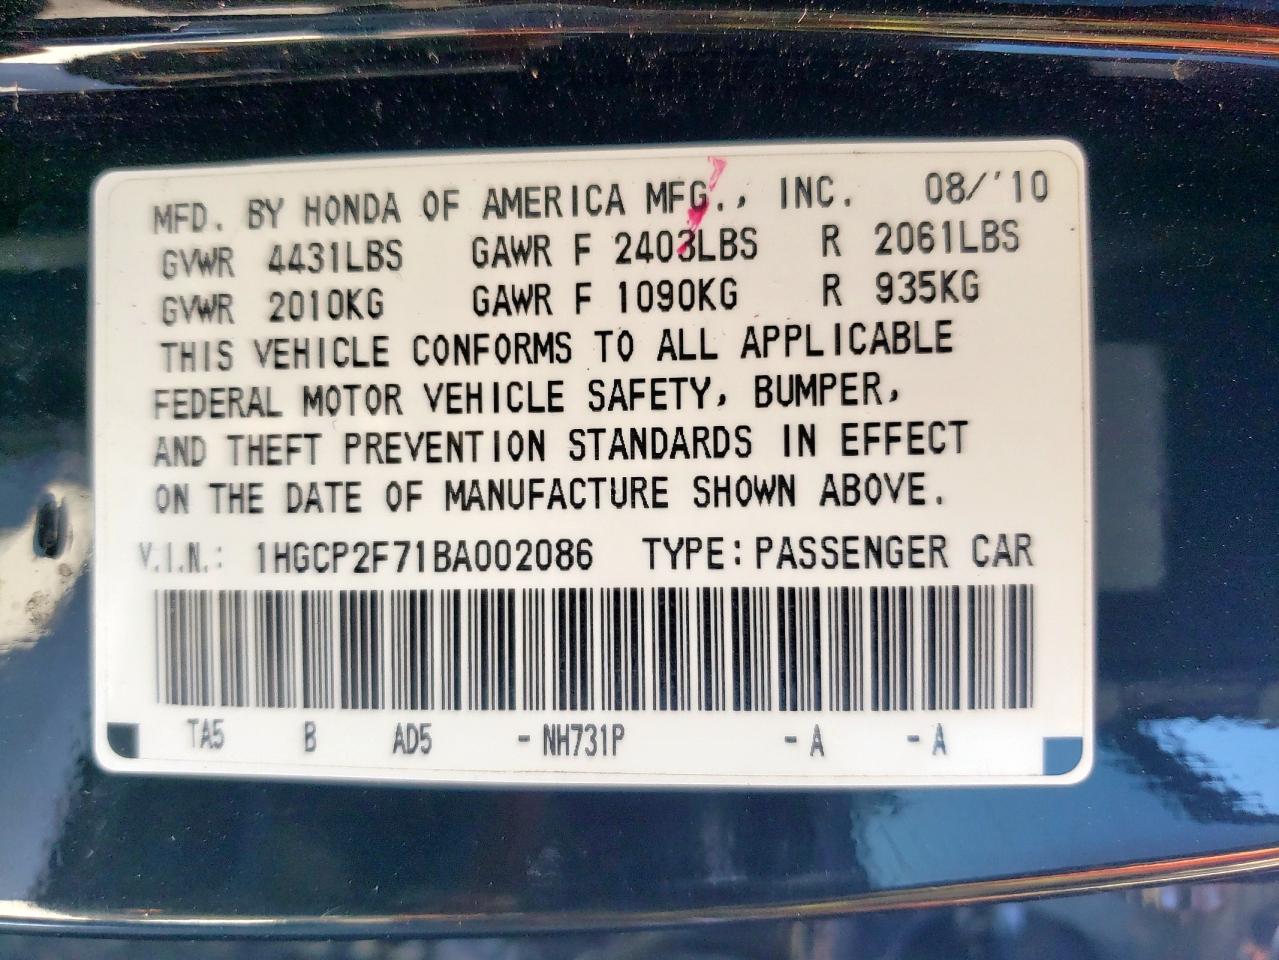 MFD. BY HONDA OF AMERICA MFG., INC. 08/'10
GVWR 4431LBS GAWR F 2403LBS R 2061LBS
GVWR 2010KG GAWR F 1090KG R 935KG
THIS VEHICLE CONFORMS TO ALL APPLICABLE
FEDERAL MOTOR VEHICLE SAFETY, BUMPER,
AND THEFT PREVENTION STANDARDS IN EFFECT
ON THE DATE OF MANUFACTURE SHOWN ABOVE.
V.I.N.: 1HGCP2F71BA002086 TYPE: PASSENGER CAR
TA5 B AD5 - NH731P - A - A